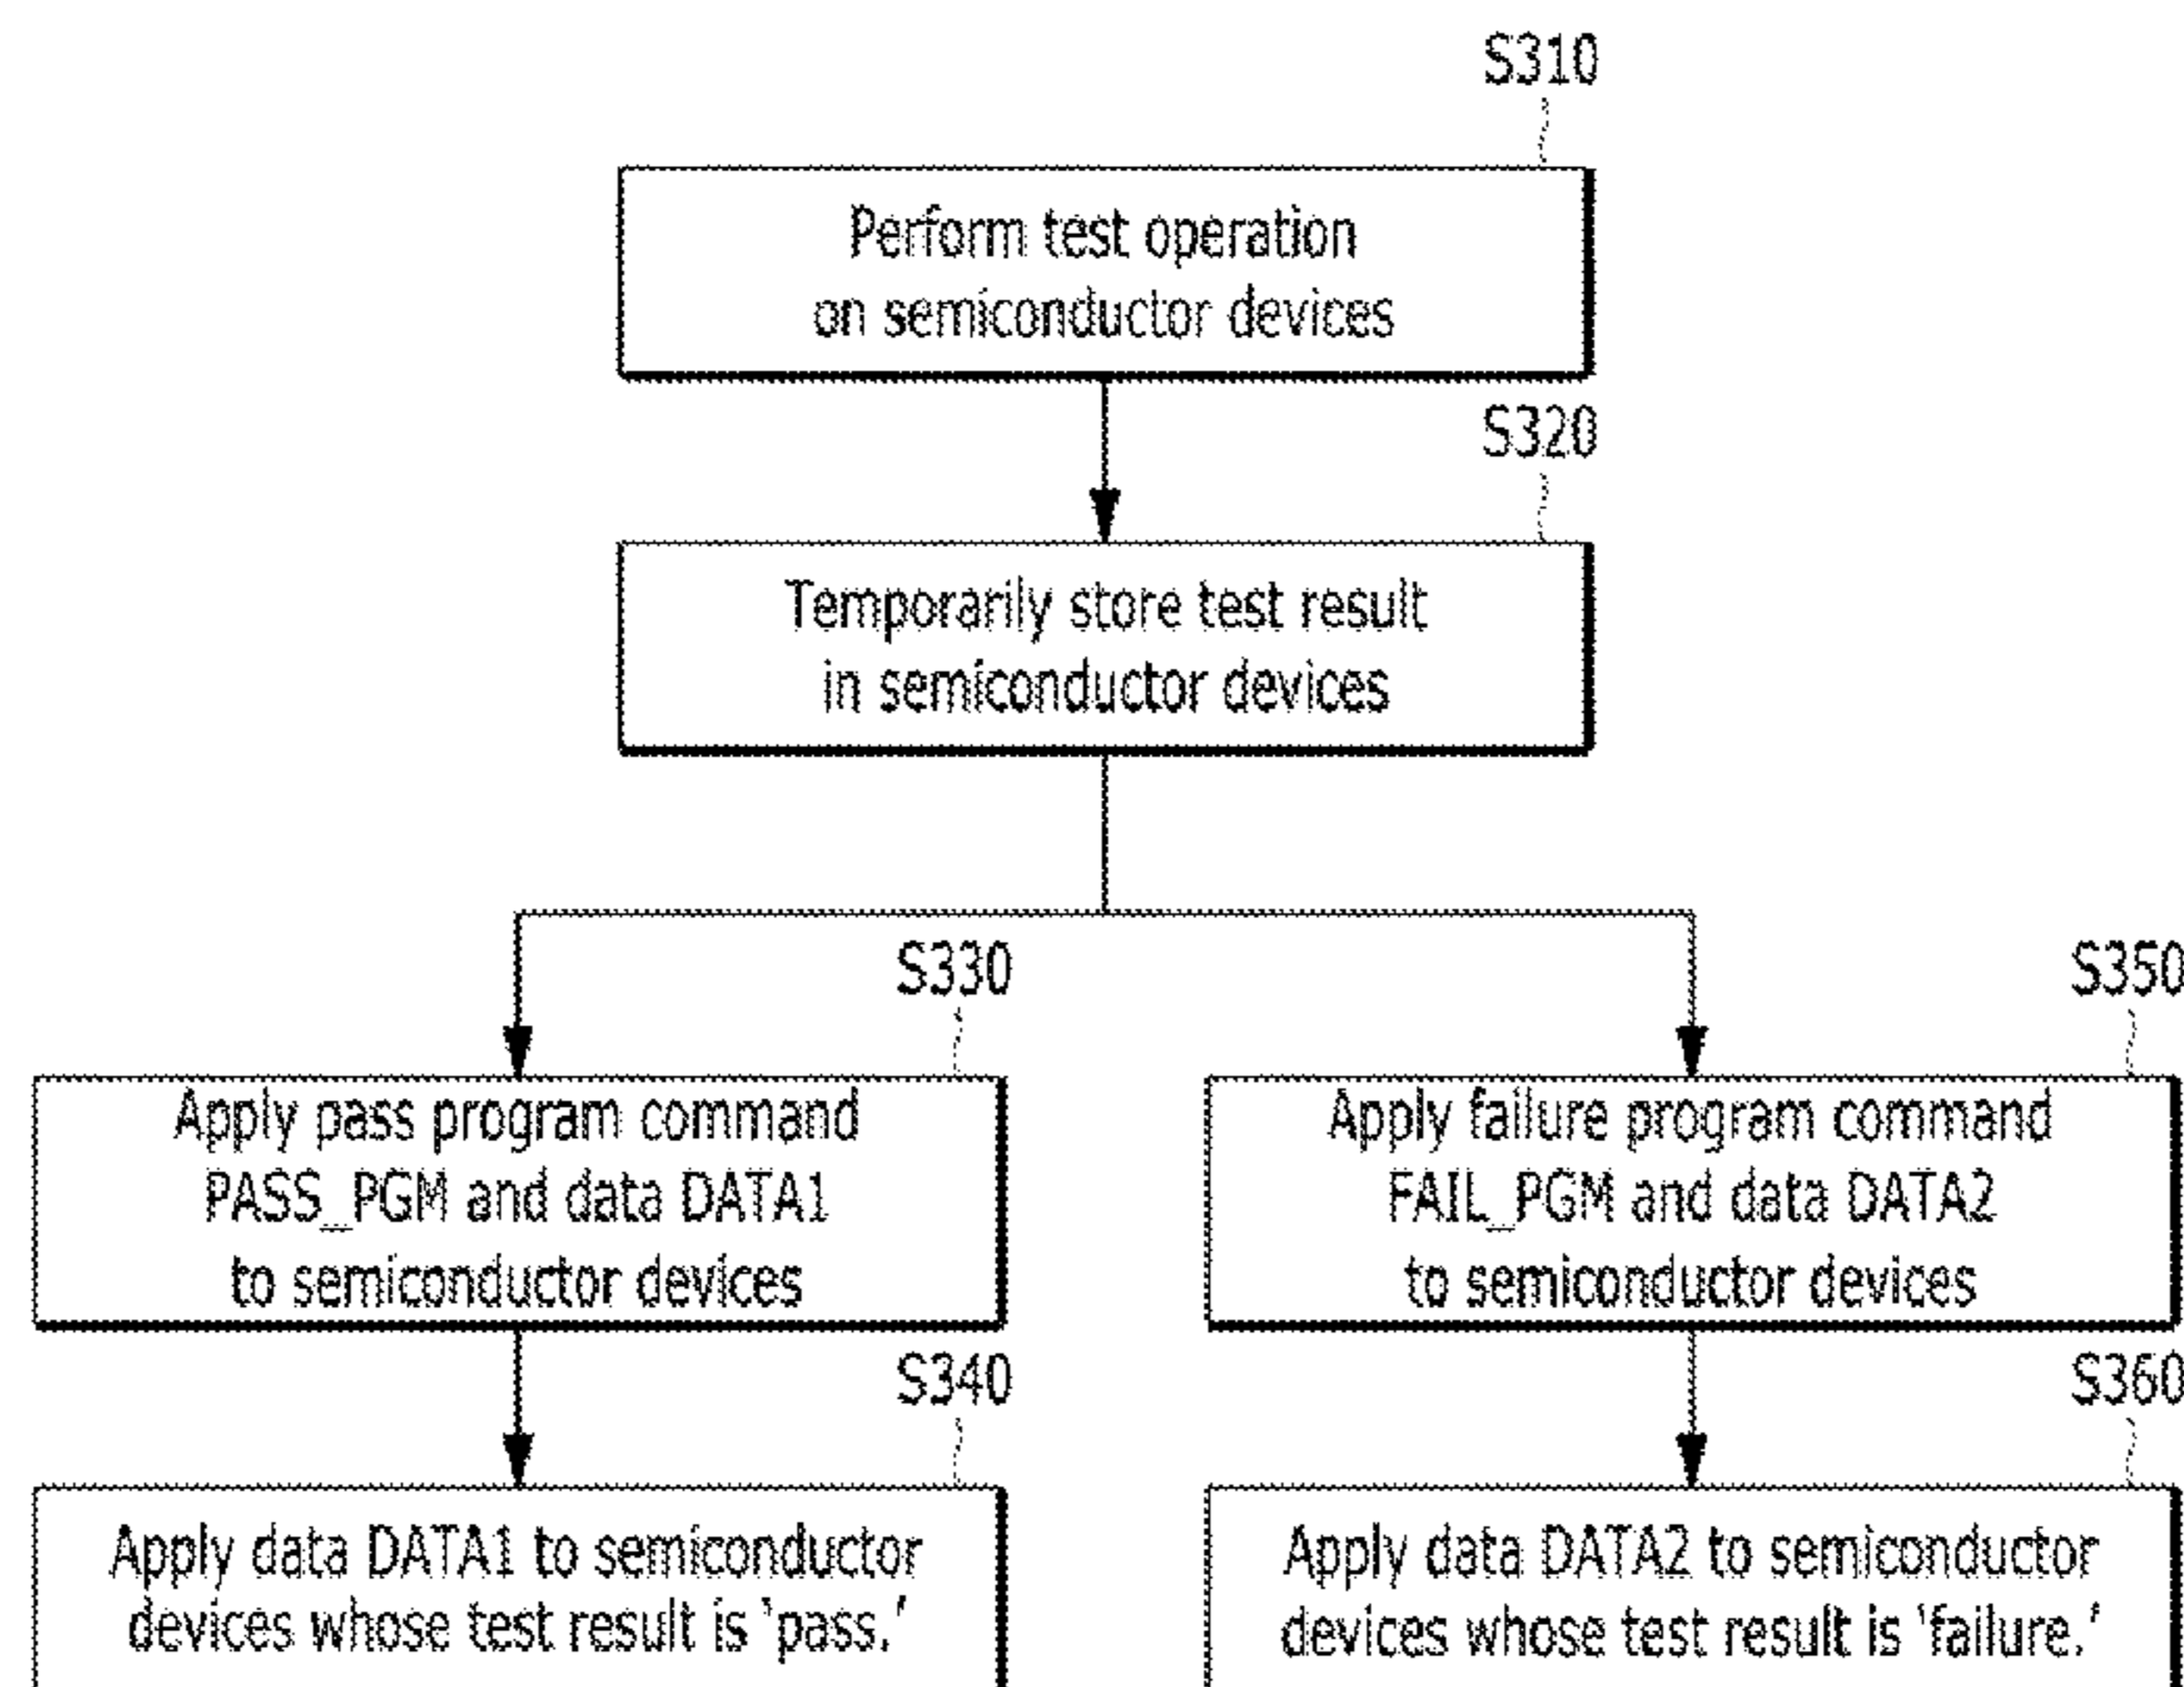 S310
Perform test operation
on semiconductor devices
S320
Temporarily store test result
in semiconductor devices
S330
Apply pass program command
PASS_PGM and data DATA1
to semiconductor devices
S340
Apply data DATA1 to semiconductor
devices whose test result is 'pass.'
S350
Apply failure program command
FAIL_PGM and data DATA2
to semiconductor devices
S360
Apply data DATA2 to semiconductor
devices whose test result is 'failure.'